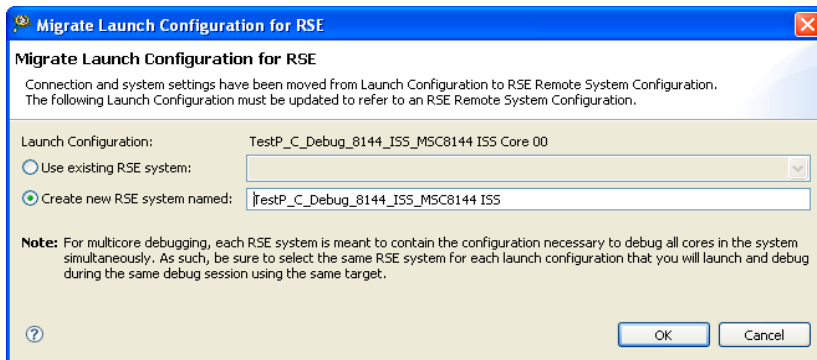 Migrate Launch Configuration for RSE
Migrate Launch Configuration for RSE
Connection and system settings have been moved from Launch Configuration to RSE Remote System Configuration.
The following Launch Configuration must be updated to refer to an RSE Remote System Configuration.
Launch Configuration: TestP_C_Debug_8144_ISS_MSC8144 ISS Core 00
Use existing RSE system:
Create new RSE system named: TestP_C_Debug_8144_ISS_MSC8144 ISS
Note: For multicore debugging, each RSE system is meant to contain the configuration necessary to debug all cores in the system
simultaneously. As such, be sure to select the same RSE system for each launch configuration that you will launch and debug
during the same debug session using the same target.
? OK Cancel